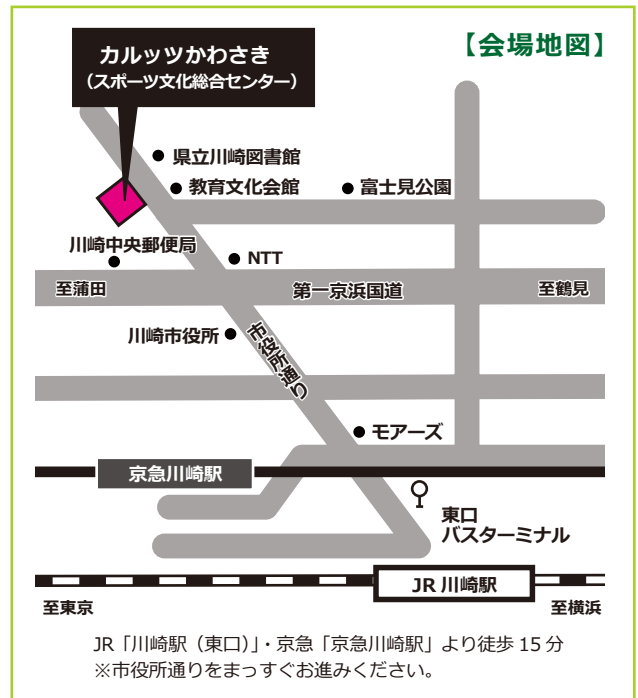 【会場地図】
カルッツかわさき
（スポーツ文化総合センター）
県立川崎図書館
教育文化会館
富士見公園
川崎中央郵便局
NTT
至蒲田
第一京浜国道
至鶴見
川崎市役所
市役所通り
モアーズ
京急川崎駅
東口
バスターミナル
JR 川崎駅
至東京
至横浜
JR「川崎駅（東口）」・京急「京急川崎駅」より徒歩 15 分
※市役所通りをまっすぐお進みください。